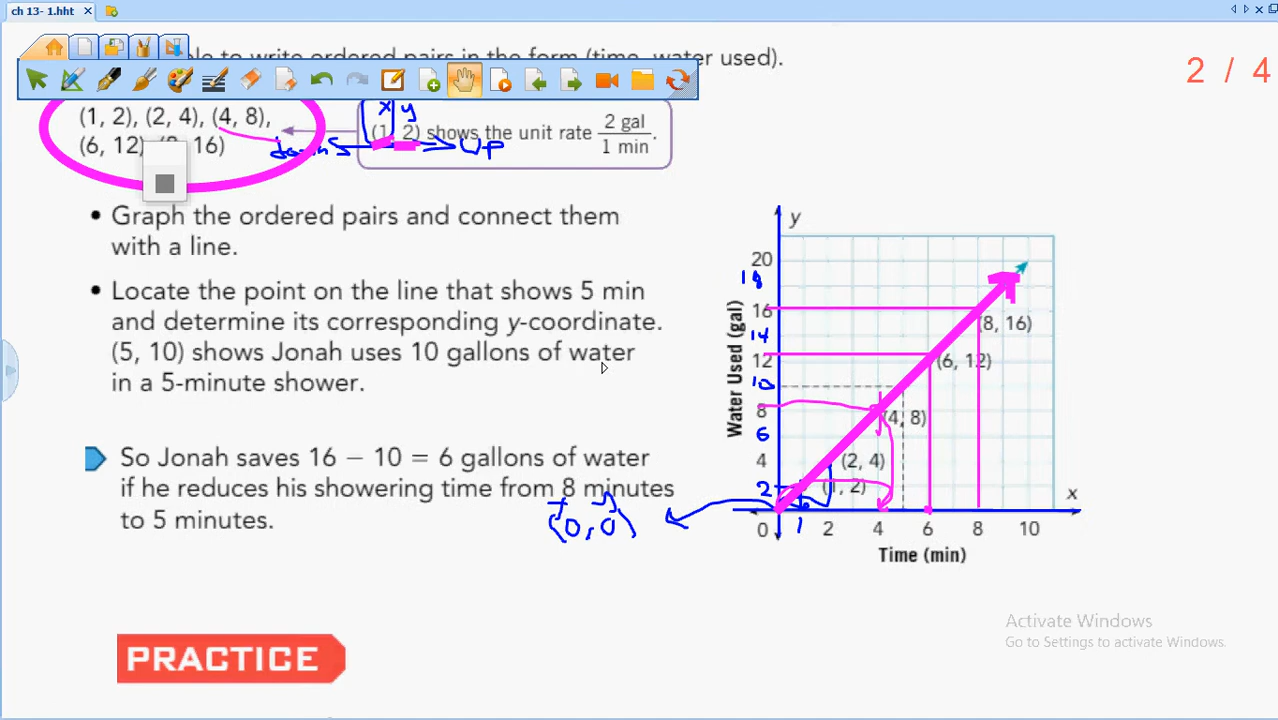 ch 13- 1.hht
ble to write ordered pairs in the form (time, water used).
2 / 4
(1, 2), (2, 4), (4, 8),
(6, 12), 16)
x y
(1, 2) shows the unit rate 2 gal
1 min.
up
• Graph the ordered pairs and connect them
with a line.
• Locate the point on the line that shows 5 min
and determine its corresponding y-coordinate.
(5, 10) shows Jonah uses 10 gallons of water
in a 5-minute shower.
So Jonah saves 16 − 10 = 6 gallons of water
if he reduces his showering time from 8 minutes
to 5 minutes.
(0,0)
y
20
18
16
14
12
10
8
6
4
2
0
1
2 4 6 8 10
x
Water Used (gal)
Time (min)
(8, 16)
(6, 12)
(4, 8)
(2, 4)
(1, 2)
Activate Windows
Go to Settings to activate Windows.
PRACTICE